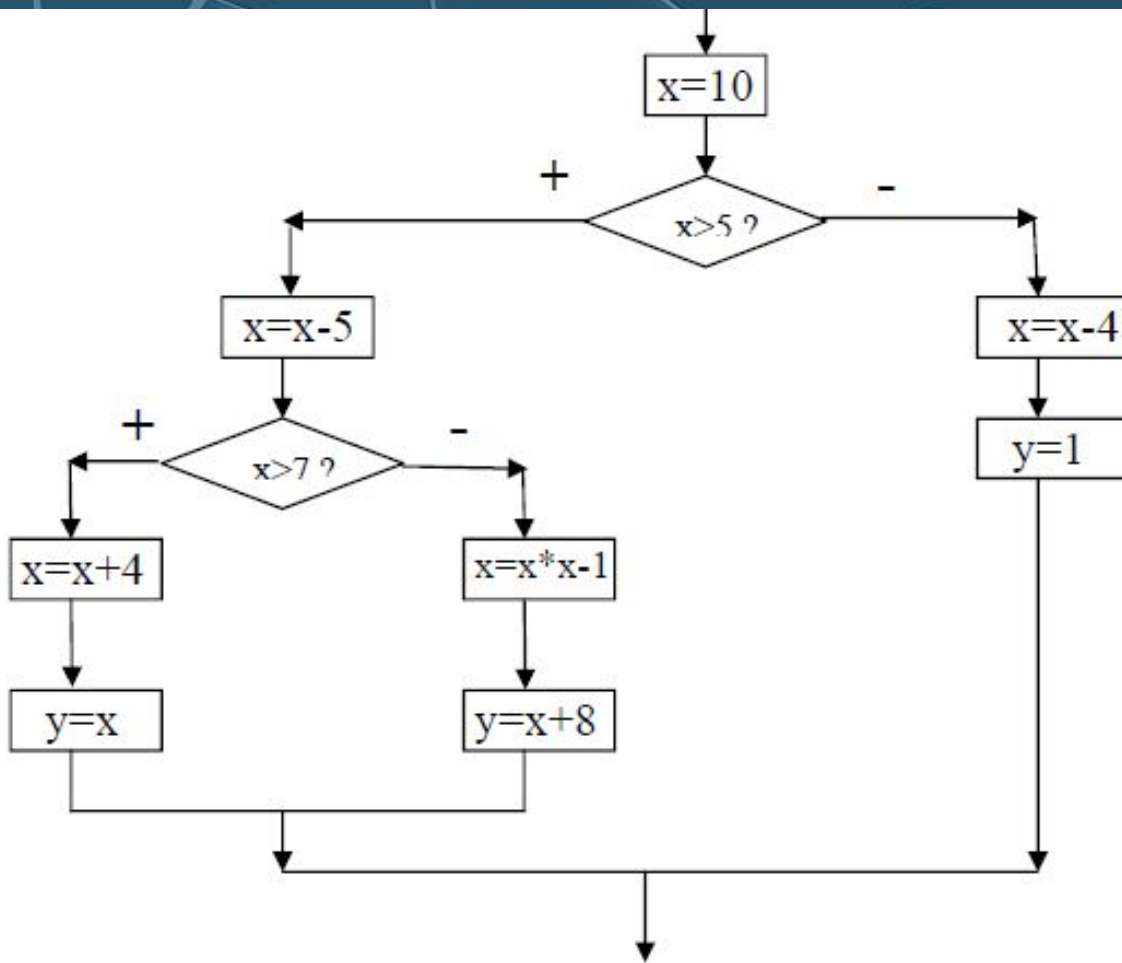 x=10
+
-
x>5 ?
x=x-5
x=x-4
+
-
x>7 ?
y=1
x=x+4
x=x*x-1
y=x
y=x+8